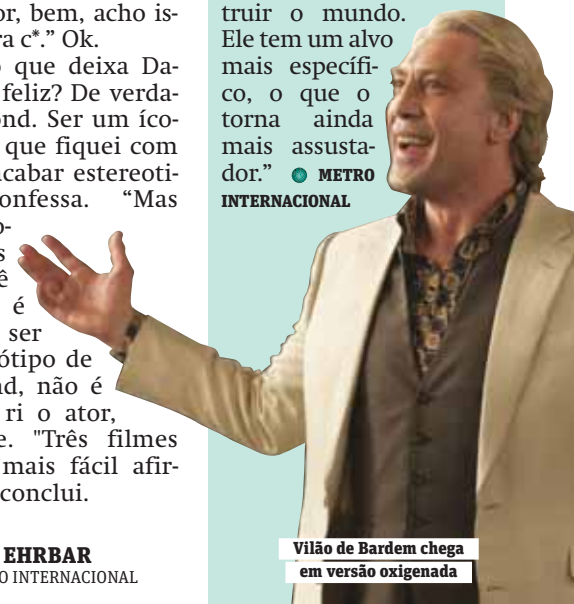 or, bem, acho is-
ra c*.” Ok.
que deixa Da-
feliz? De verda-
ond. Ser um íco-
que fiquei com
acabar estereoti-
onfessa. “Mas
o-
s
ê
é
ser
ótipo de
nd, não é
ri o ator,
e. "Três filmes
mais fácil afir-
conclui.
EHRBAR
O INTERNACIONAL
truir o mundo.
Ele tem um alvo
mais específi-
co, o que o
torna ainda
mais assusta-
dor.” METRO
INTERNACIONAL
Vilão de Bardem chega
em versão oxigenada